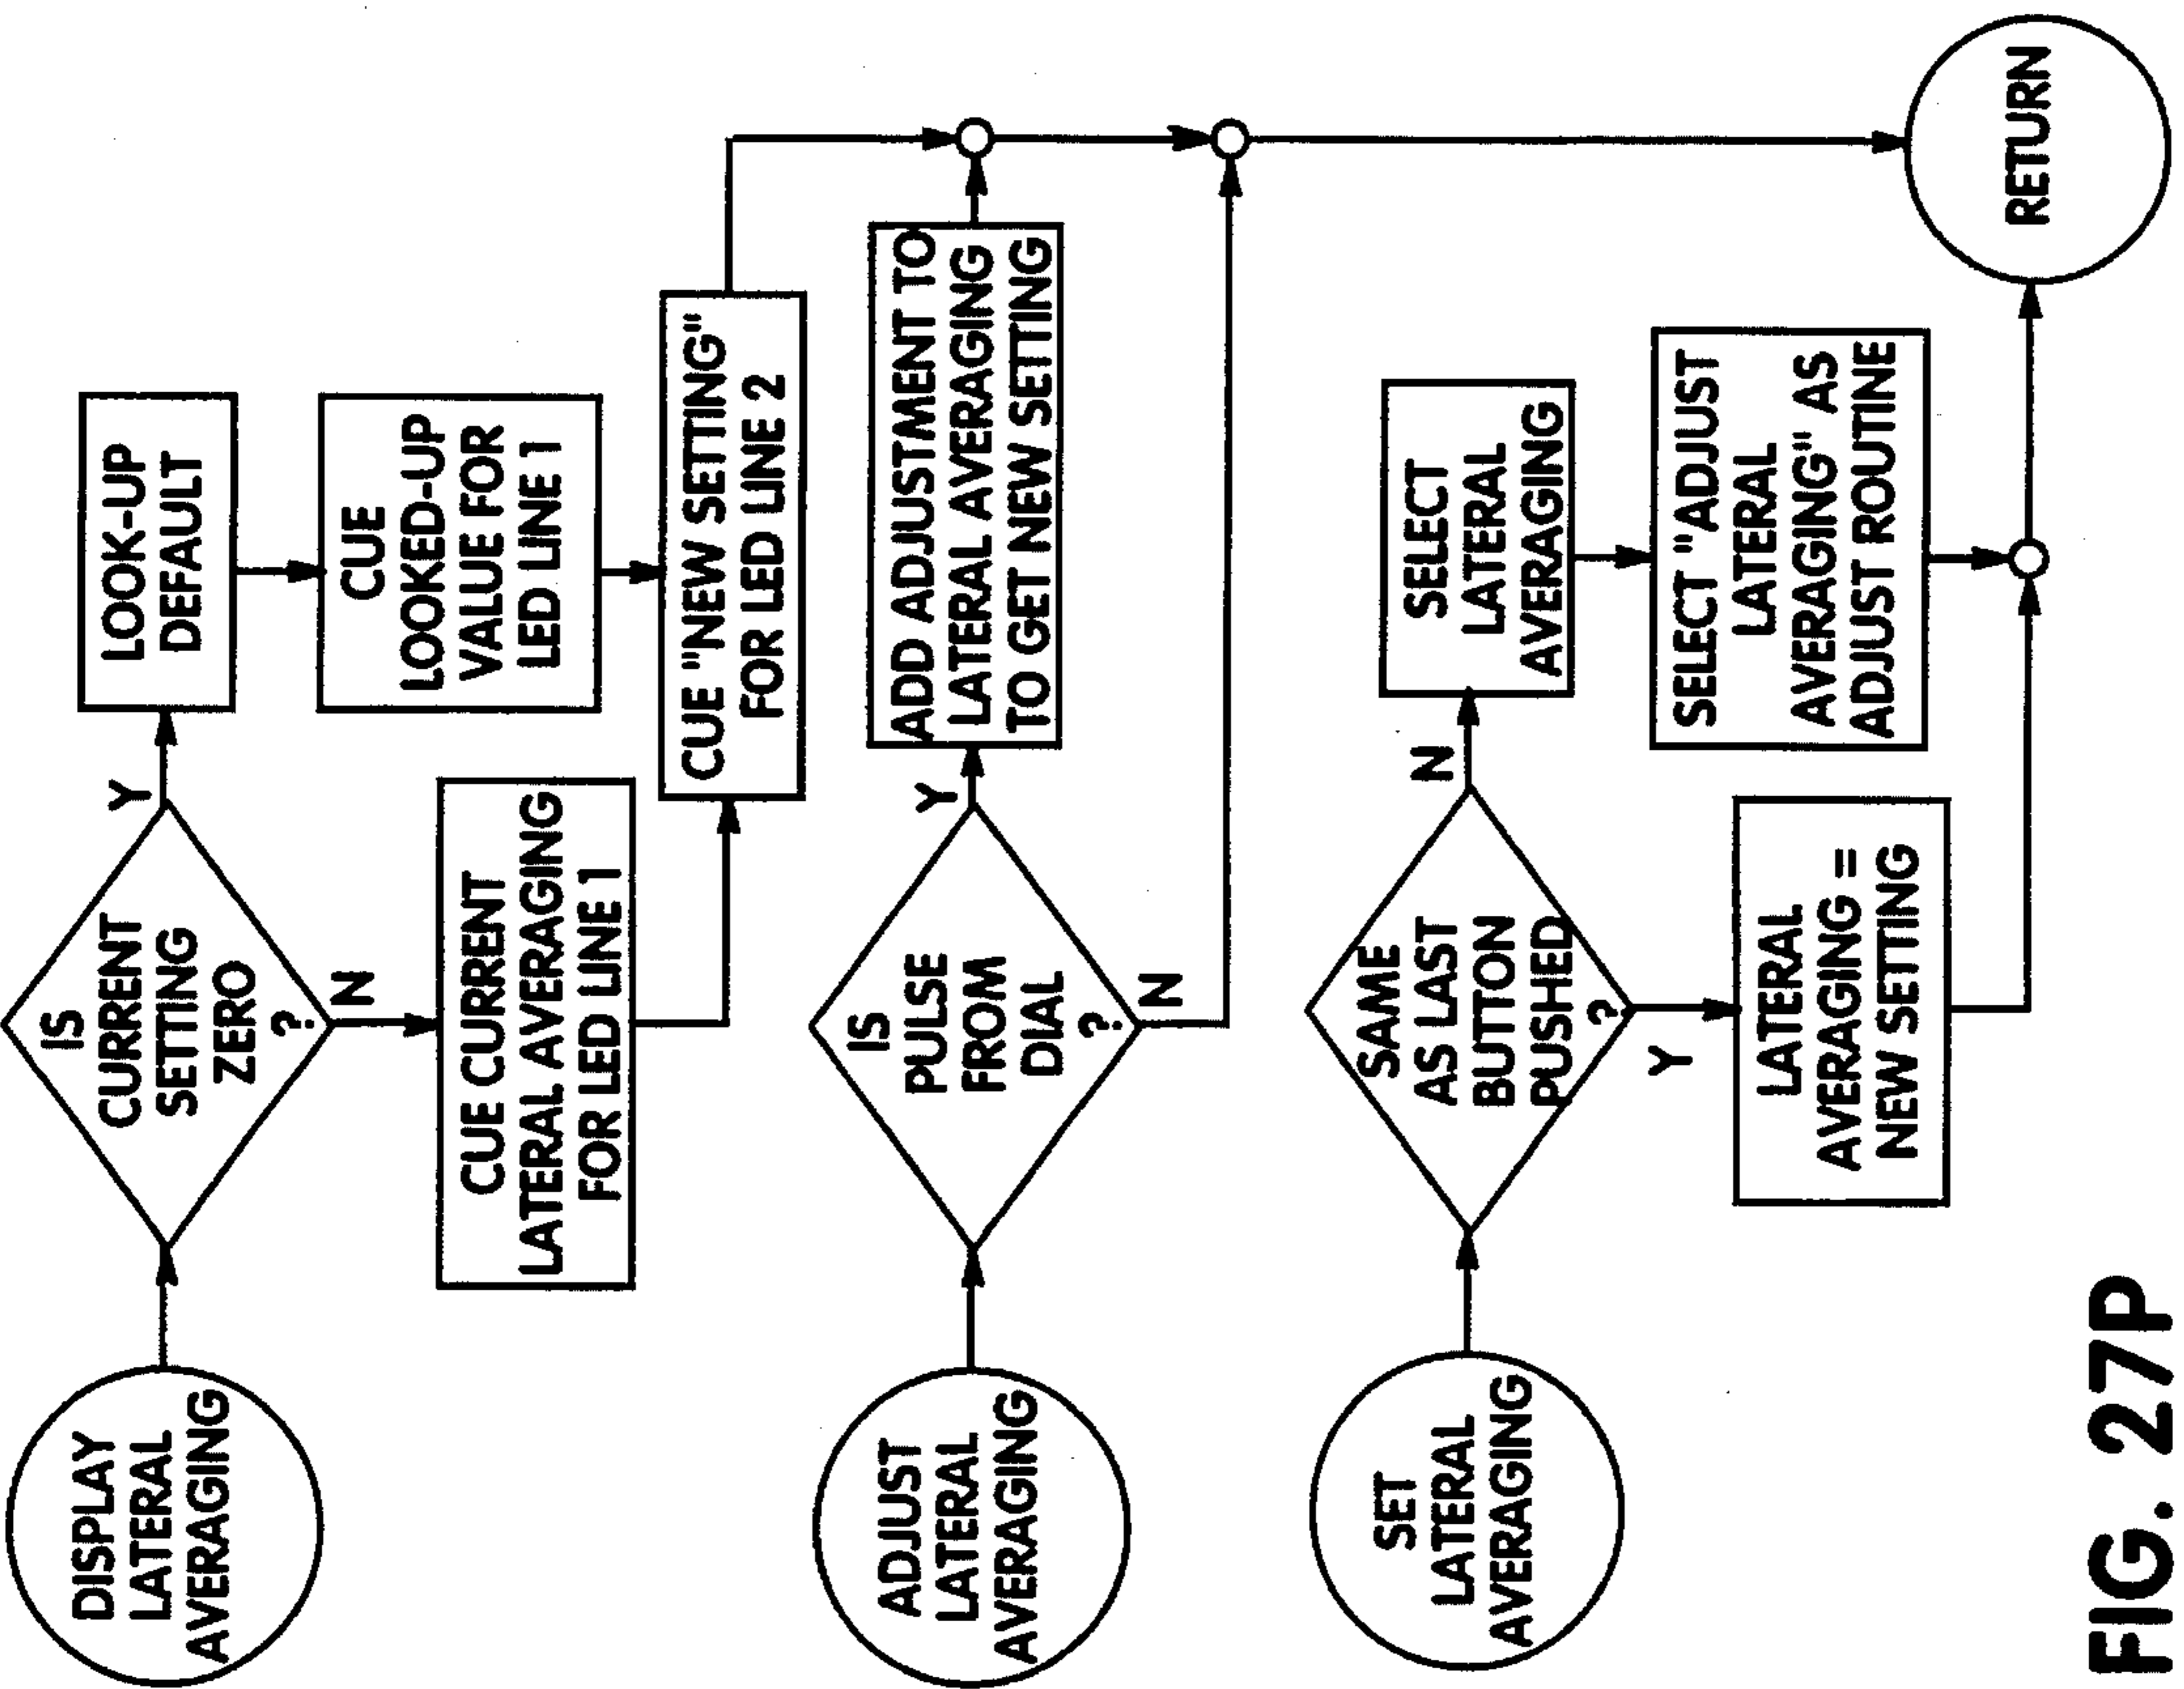 DISPLAY
LATERAL
AVERAGING
IS
CURRENT
SETTING
ZERO
?
Y
N
LOOK-UP
DEFAULT
CUE
LOOKED-UP
VALUE FOR
LED LINE 1
CUE CURRENT
LATERAL AVERAGING
FOR LED LINE 1
CUE "NEW SETTING"
FOR LED LINE 2
ADJUST
LATERAL
AVERAGING
IS
PULSE
FROM
DIAL
?
Y
N
ADD ADJUSTMENT TO
LATERAL AVERAGING
TO GET NEW SETTING
SET
LATERAL
AVERAGING
SAME
AS LAST
BUTTON
PUSHED
?
N
Y
SELECT
LATERAL
AVERAGING
SELECT "ADJUST
LATERAL
AVERAGING" AS
ADJUST ROUTINE
LATERAL
AVERAGING =
NEW SETTING
RETURN
FIG. 27P